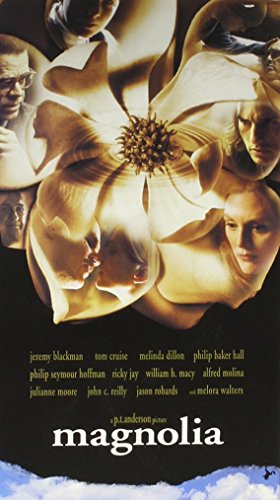 jeremy blackman tom cruise melinda dillon philip baker hall
philip seymour hoffman ricky jay william h. macy alfred molina
julianne moore john c. reilly jason robards and melora walters
a p.t.anderson picture
magnolia